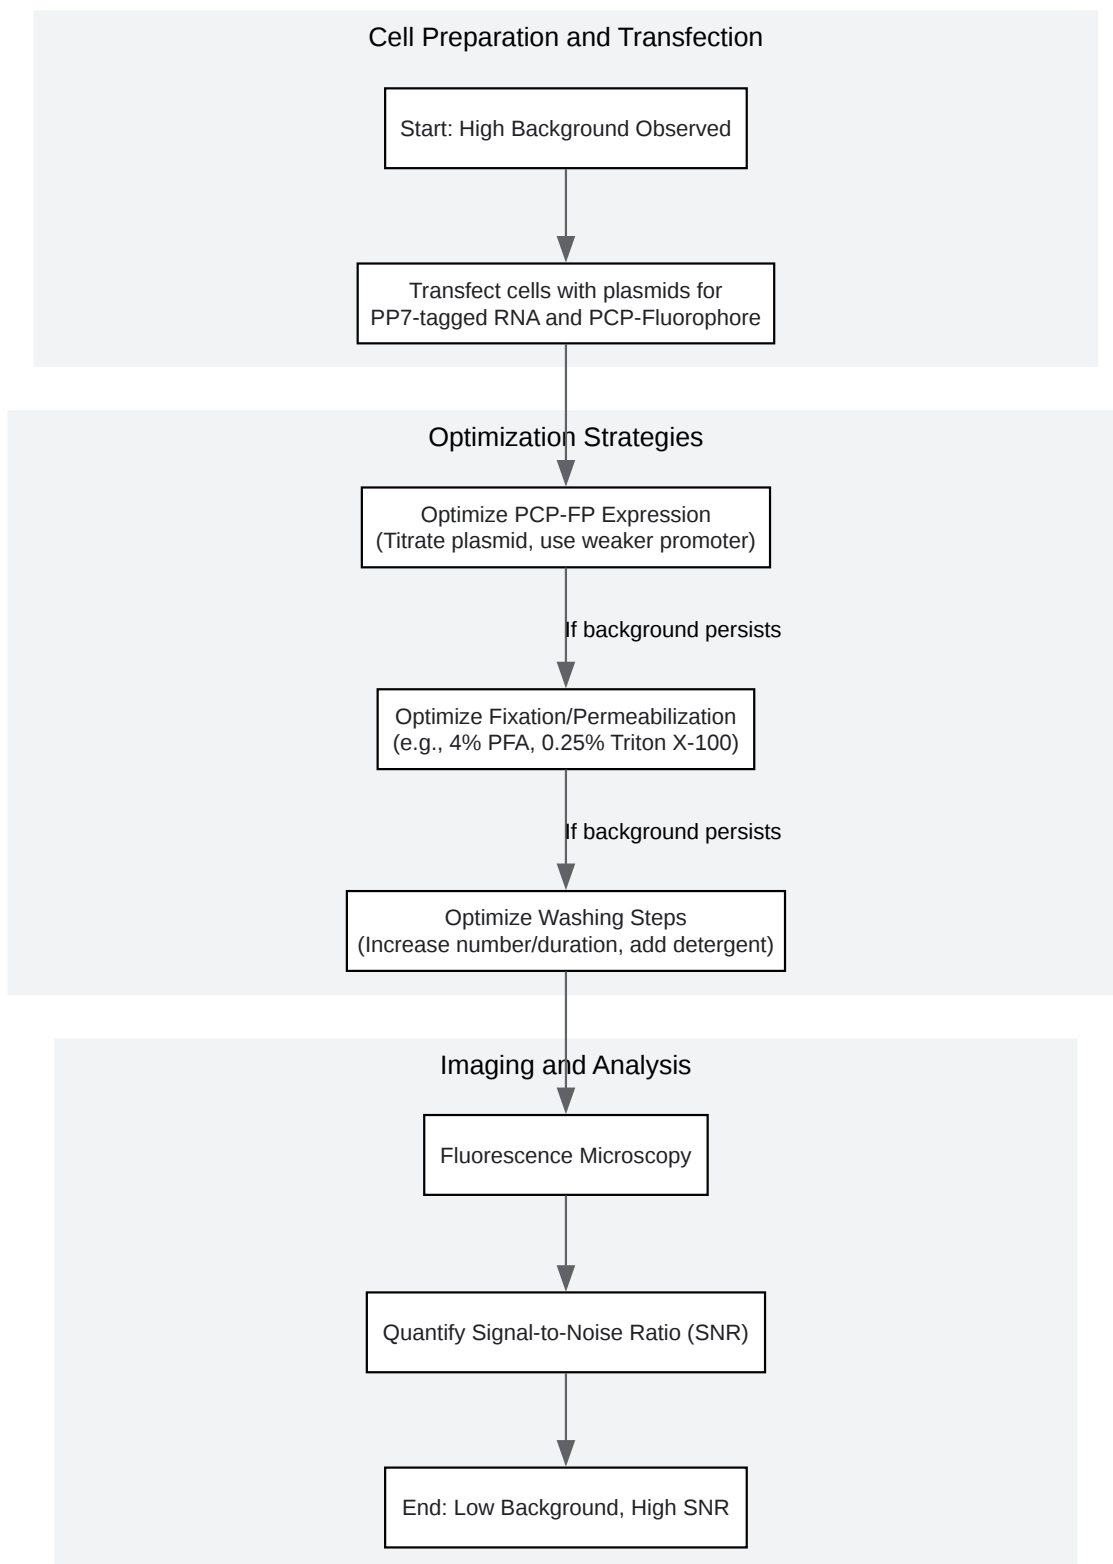 Cell Preparation and Transfection
Start: High Background Observed
Transfect cells with plasmids for
PP7-tagged RNA and PCP-Fluorophore
Optimization Strategies
Optimize PCP-FP Expression
(Titrate plasmid, use weaker promoter)
If background persists
Optimize Fixation/Permeabilization
(e.g., 4% PFA, 0.25% Triton X-100)
If background persists
Optimize Washing Steps
(Increase number/duration, add detergent)
Imaging and Analysis
Fluorescence Microscopy
Quantify Signal-to-Noise Ratio (SNR)
End: Low Background, High SNR